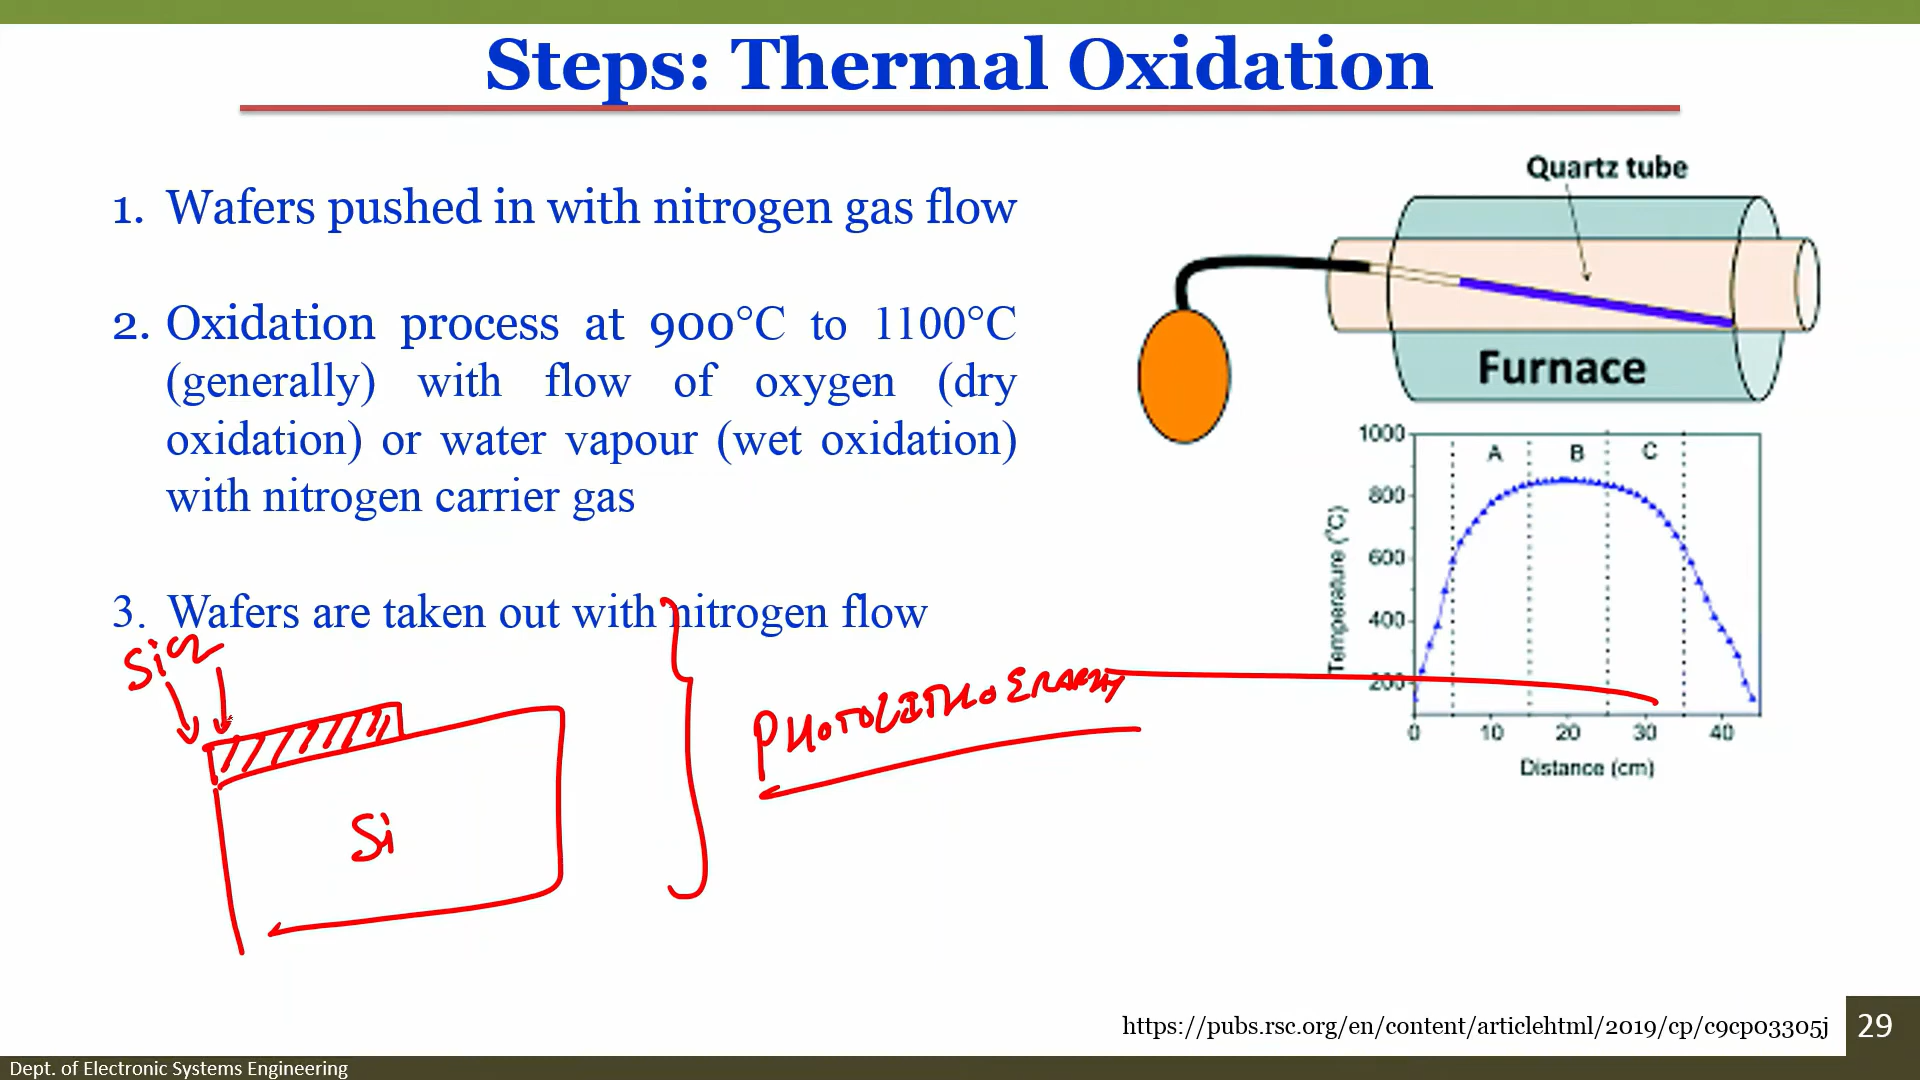 Steps: Thermal Oxidation
1. Wafers pushed in with nitrogen gas flow
2. Oxidation process at 900°C to 1100°C
(generally) with flow of oxygen (dry
oxidation) or water vapour (wet oxidation)
with nitrogen carrier gas
3. Wafers are taken out with nitrogen flow
SiO2
Si
PHOTOLITHOGRAPHY
Quartz tube
Furnace
1000
800
600
400
200
Temperature (°C)
A B C
0 10 20 30 40
Distance (cm)
https://pubs.rsc.org/en/content/articlehtml/2019/cp/c9cp03305j
29
Dept. of Electronic Systems Engineering